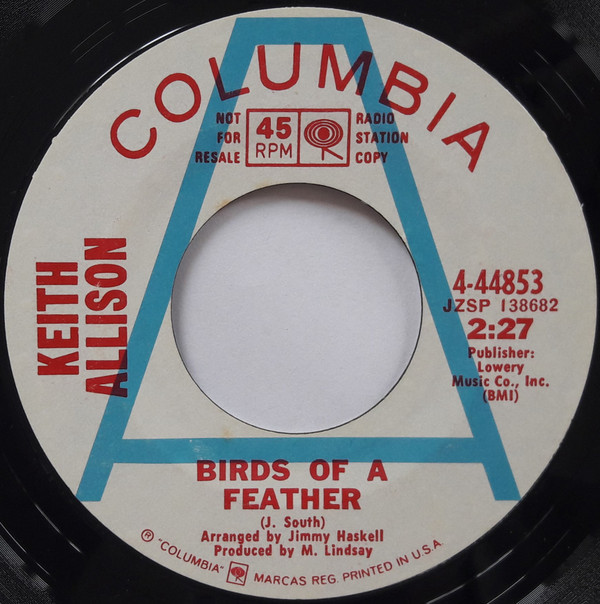 COLUMBIA
NOT
FOR
RESALE
45
RPM
RADIO
STATION
COPY
KEITH
ALLISON
4-44853
JZSP 138682
2:27
Publisher:
Lowery
Music Co., Inc.
(BMI)
BIRDS OF A
FEATHER
(J. South)
Arranged by Jimmy Haskell
Produced by M. Lindsay
® "COLUMBIA" MARCAS REG. PRINTED IN U.S.A.
A